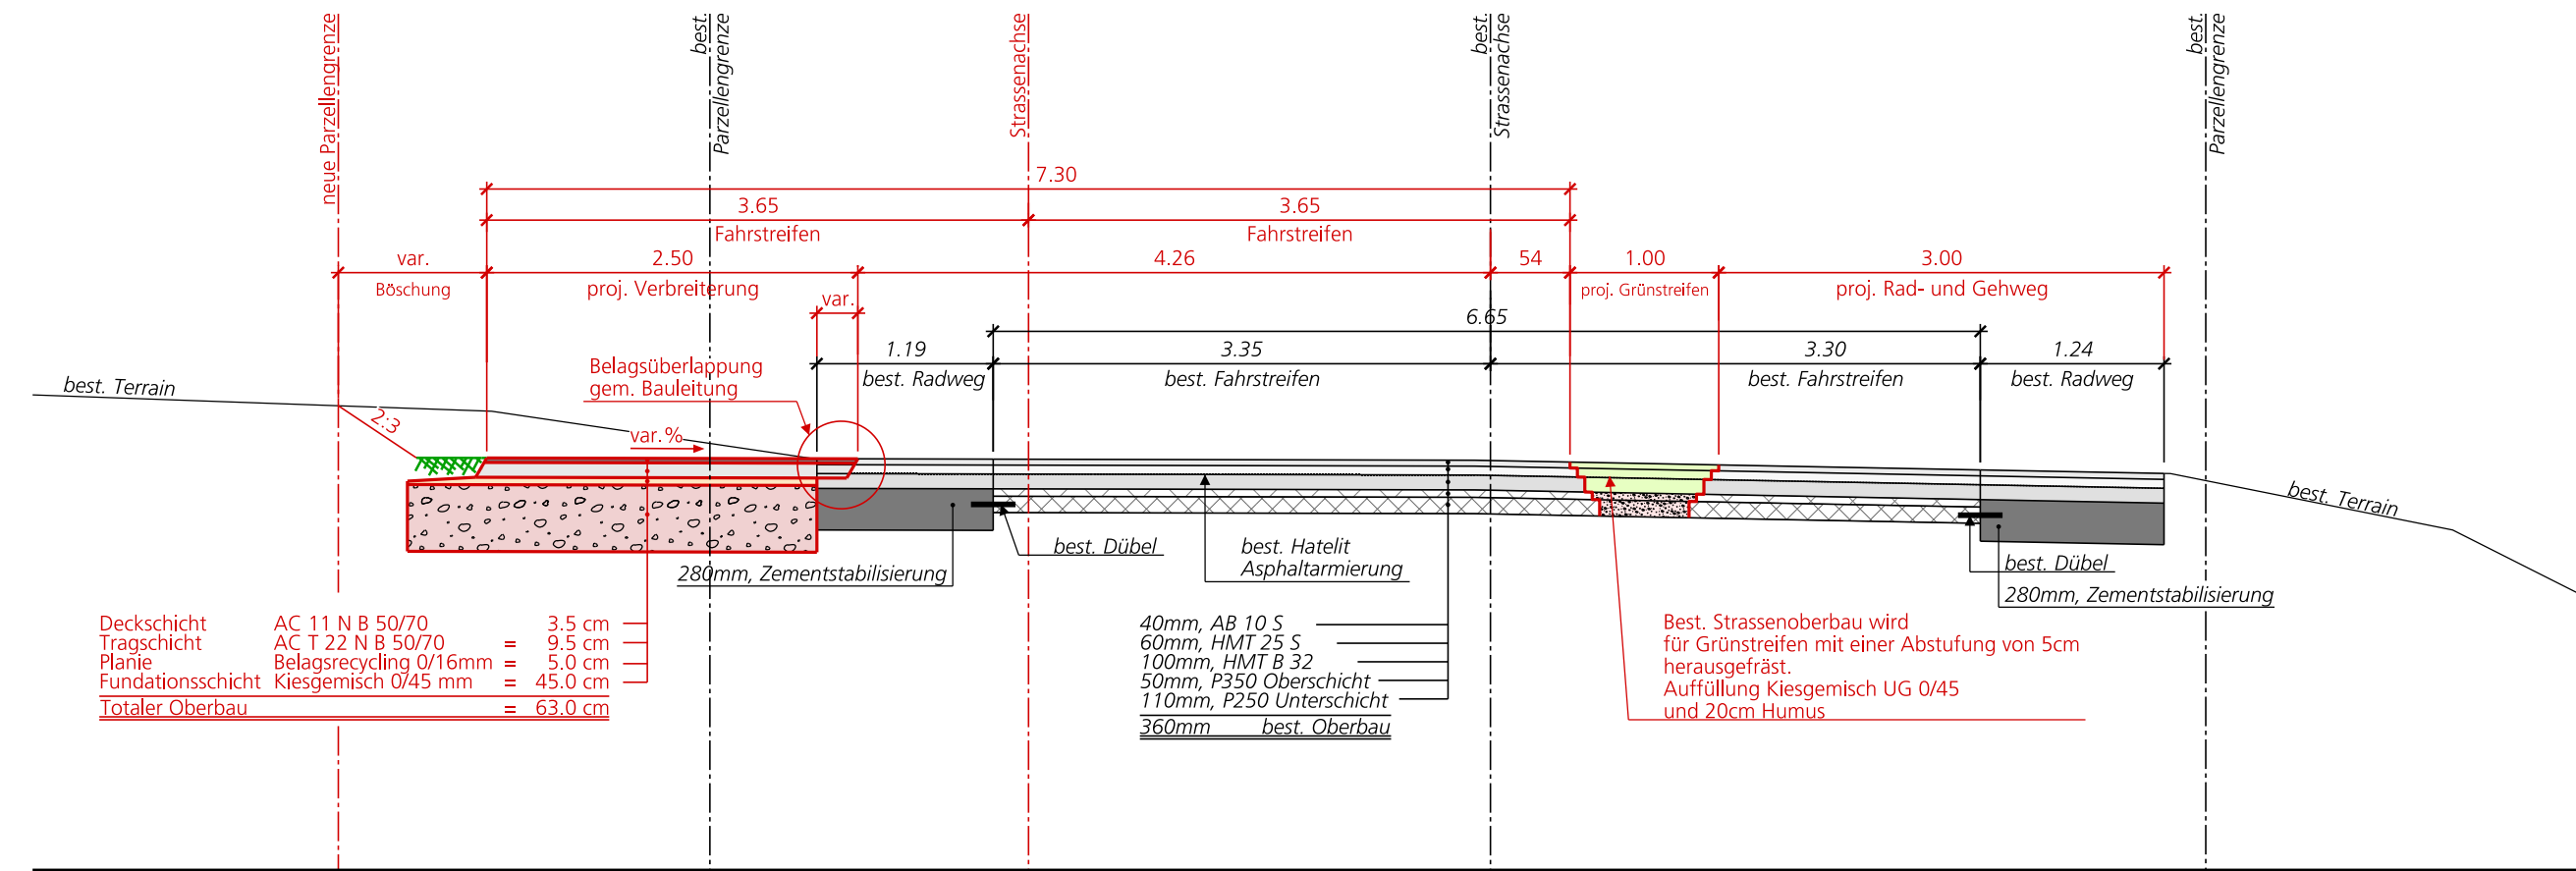 neue Parzellengrenze
best.
Parzellengrenze
Strassenachse
best.
Strassenachse
best.
Parzellengrenze
7.30
3.65
3.65
Fahrstreifen
Fahrstreifen
var.
2.50
4.26
54
1.00
3.00
Böschung
proj. Verbreiterung
proj. Grünstreifen
proj. Rad- und Gehweg
var.
6.65
1.19
3.35
3.30
1.24
best. Radweg
best. Fahrstreifen
best. Fahrstreifen
best. Radweg
Belagsüberlappung
gem. Bauleitung
best. Terrain
2:3
var.%
best. Terrain
best. Dübel
280mm, Zementstabilisierung
best. Hatelit
Asphaltarmierung
best. Dübel
280mm, Zementstabilisierung
Deckschicht AC 11 N B 50/70 3.5 cm
Tragschicht AC T 22 N B 50/70 = 9.5 cm
Planie Belagsrecycling 0/16mm = 5.0 cm
Fundationsschicht Kiesgemisch 0/45 mm = 45.0 cm
Totaler Oberbau = 63.0 cm
40mm, AB 10 S
60mm, HMT 25 S
100mm, HMT B 32
50mm, P350 Oberschicht
110mm, P250 Unterschicht
360mm best. Oberbau
Best. Strassenoberbau wird
für Grünstreifen mit einer Abstufung von 5cm
herausgefräst.
Auffüllung Kiesgemisch UG 0/45
und 20cm Humus